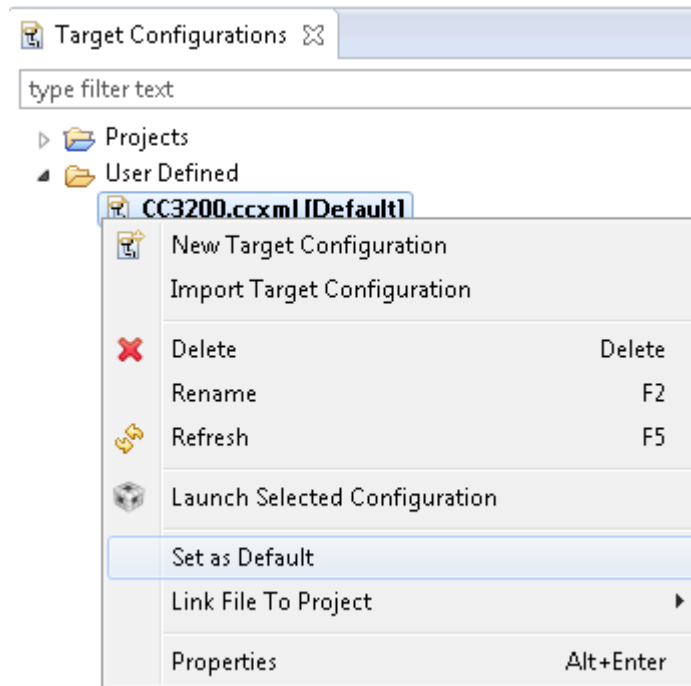 Target Configurations
type filter text
Projects
User Defined
CC3200.ccxml [Default]
New Target Configuration
Import Target Configuration
Delete Delete
Rename F2
Refresh F5
Launch Selected Configuration
Set as Default
Link File To Project
Properties Alt+Enter